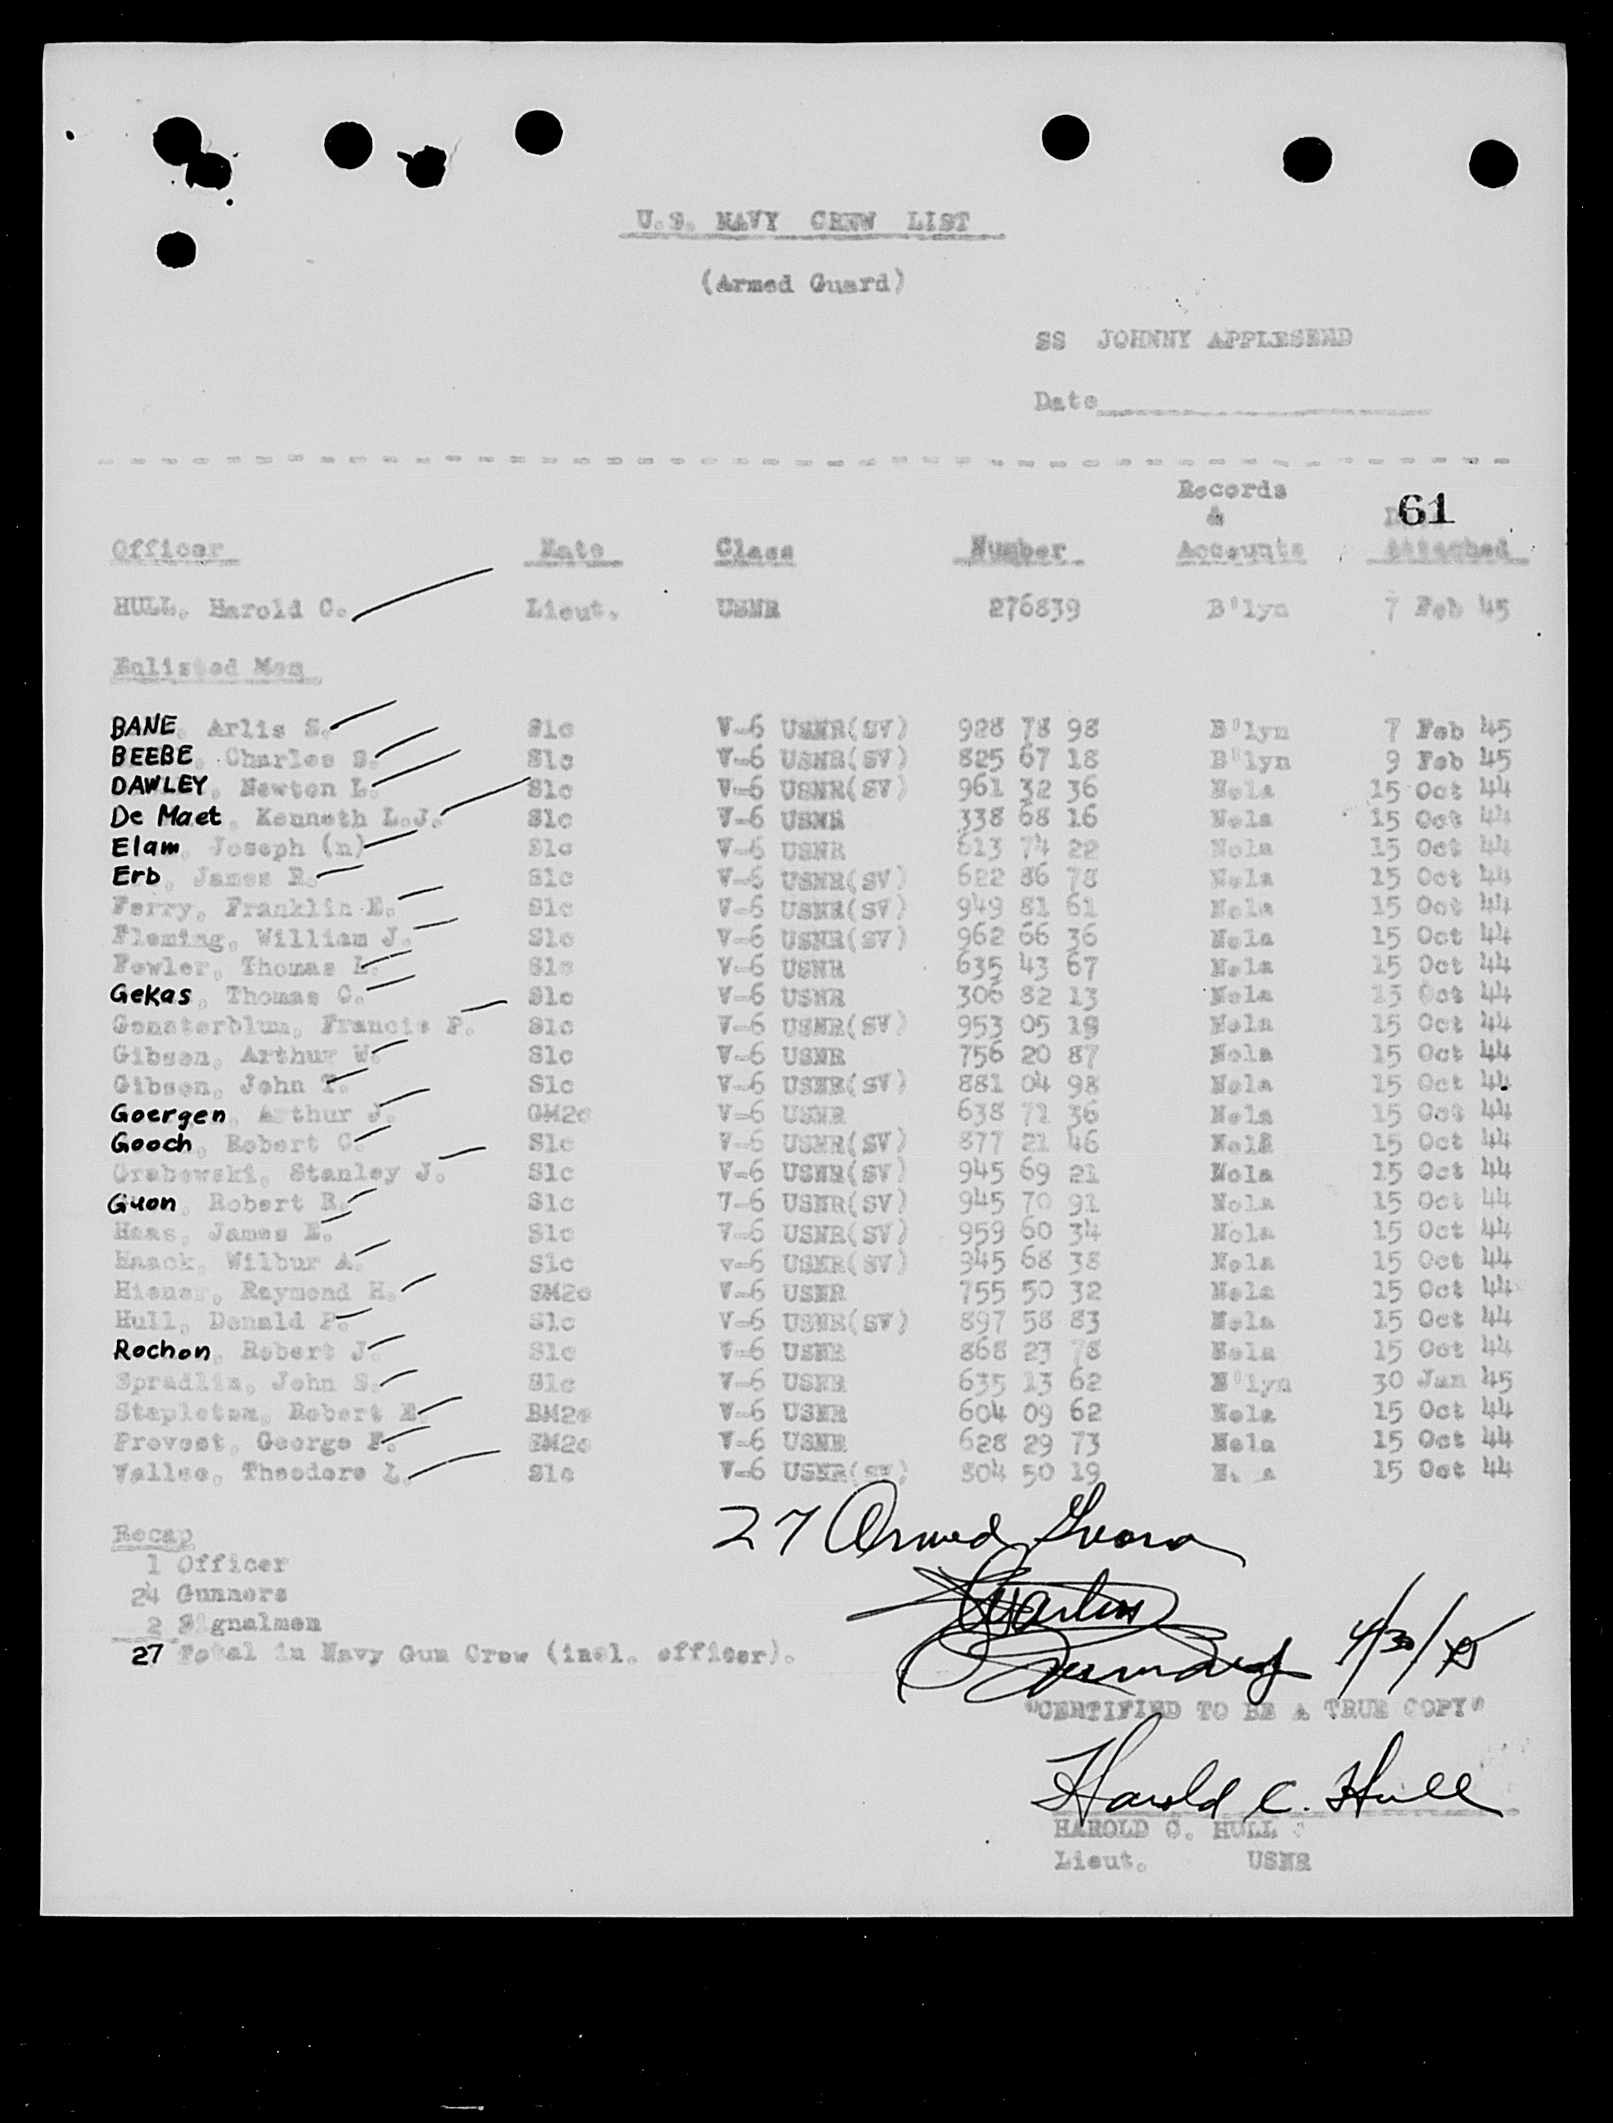 U.S. NAVY CREW LIST
(Armed Guard)
SS JOHNNY APPLESEED
Date
Records
& 61
Officer Rate Class Number Accounts Attached
HULL, Harold C. Lieut. USNR 276839 B'lyn 7 Feb 45
Enlisted Men
BANE, Arlis S. S1c V-6 USNR(SV) 928 78 98 B'lyn 7 Feb 45
BEEBE, Charles S. S1c V-6 USNR(SV) 825 67 18 B'lyn 9 Feb 45
DAWLEY, Newton L. S1c V-6 USNR(SV) 961 32 36 Nola 15 Oct 44
De Maet, Kenneth L.J. S1c V-6 USNR 338 68 16 Nola 15 Oct 44
Elam, Joseph (n) S1c V-6 USNR 613 74 22 Nola 15 Oct 44
Erb, James R. S1c V-6 USNR(SV) 622 86 78 Nola 15 Oct 44
Ferry, Franklin E. S1c V-6 USNR(SV) 949 81 61 Nola 15 Oct 44
Fleming, William J. S1c V-6 USNR(SV) 962 66 36 Nola 15 Oct 44
Fowler, Thomas L. S1c V-6 USNR 635 43 67 Nola 15 Oct 44
Gekas, Thomas C. S1c V-6 USNR 306 82 13 Nola 15 Oct 44
Gensterblum, Francis P. S1c V-6 USNR(SV) 953 05 19 Nola 15 Oct 44
Gibson, Arthur W. S1c V-6 USNR 756 20 87 Nola 15 Oct 44
Gibson, John T. S1c V-6 USNR(SV) 881 04 98 Nola 15 Oct 44
Goergen, Arthur J. GM2c V-6 USNR 638 71 36 Nola 15 Oct 44
Gooch, Robert C. S1c V-6 USNR(SV) 877 21 46 Nola 15 Oct 44
Grabowski, Stanley J. S1c V-6 USNR(SV) 945 69 21 Nola 15 Oct 44
Guon, Robert R. S1c V-6 USNR(SV) 945 70 91 Nola 15 Oct 44
Haas, James E. S1c V-6 USNR(SV) 959 60 34 Nola 15 Oct 44
Haack, Wilbur A. S1c v-6 USNR(SV) 945 68 38 Nola 15 Oct 44
Hiener, Raymond H. SM2c V-6 USNR 755 50 32 Nola 15 Oct 44
Hull, Donald P. S1c V-6 USNR(SV) 897 58 83 Nola 15 Oct 44
Rochon, Robert J. S1c V-6 USNR 868 23 78 Nola 15 Oct 44
Spradlin, John S. S1c V-6 USNR 635 13 62 B'lyn 30 Jan 45
Stapleton, Robert E. BM2c V-6 USNR 604 09 62 Nola 15 Oct 44
Provost, George F. SM2c V-6 USNR 628 29 73 Nola 15 Oct 44
Vallee, Theodore L. S1c V-6 USNR(SV) 804 50 19 15 Oct 44
27 Armed Guard
Recap
1 Officer
24 Gunners
2 Signalmen
27 Total in Navy Gun Crew (incl. officer).
4/30/45
"CERTIFIED TO BE A TRUE COPY"
Harold C. Hull
HAROLD C. HULL
Lieut. USNR